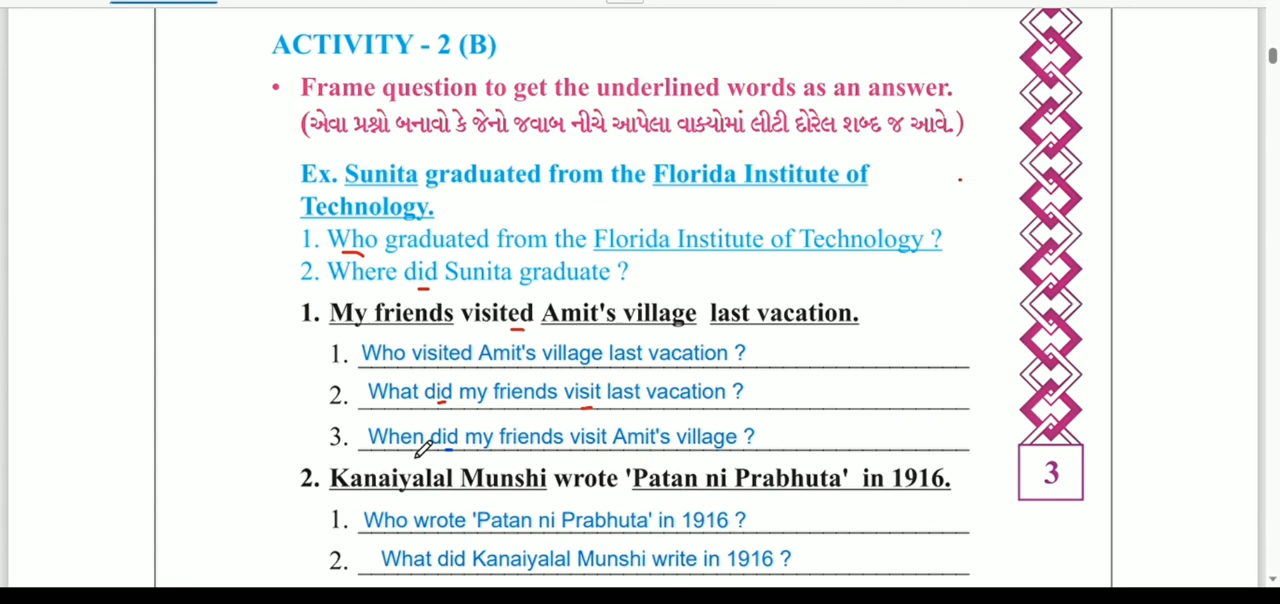 ACTIVITY - 2 (B)
• Frame question to get the underlined words as an answer.
(એવા પ્રશ્નો બનાવો કે જેનો જવાબ નીચે આપેલા વાક્યોમાં લીટી દોરેલ શબ્દ જ આવે.)
Ex. Sunita graduated from the Florida Institute of
Technology.
1. Who graduated from the Florida Institute of Technology ?
2. Where did Sunita graduate ?
1. My friends visited Amit's village last vacation.
1. Who visited Amit's village last vacation ?
2. What did my friends visit last vacation ?
3. When did my friends visit Amit's village ?
2. Kanaiyalal Munshi wrote 'Patan ni Prabhuta' in 1916.
3
1. Who wrote 'Patan ni Prabhuta' in 1916 ?
2. What did Kanaiyalal Munshi write in 1916 ?